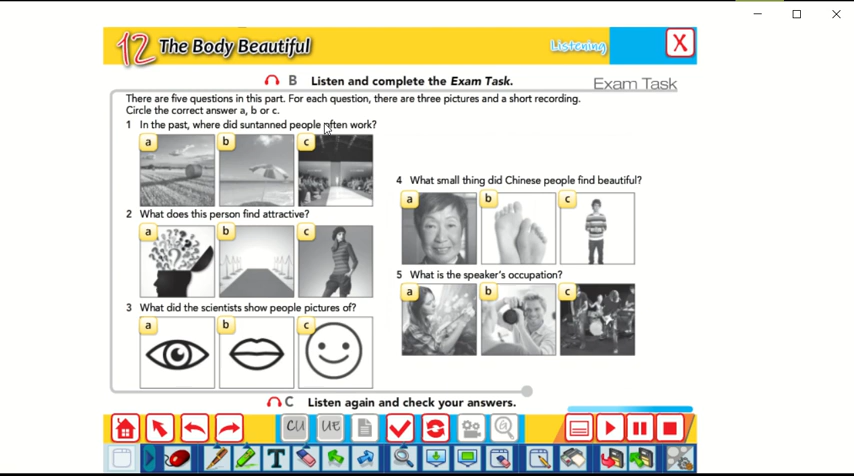 12 The Body Beautiful
Listening
X
B Listen and complete the Exam Task.
Exam Task
There are five questions in this part. For each question, there are three pictures and a short recording.
Circle the correct answer a, b or c.
1 In the past, where did suntanned people often work?
a b c
2 What does this person find attractive?
a b c
3 What did the scientists show people pictures of?
a b c
4 What small thing did Chinese people find beautiful?
a b c
5 What is the speaker's occupation?
a b c
C Listen again and check your answers.
CU UE
a
T